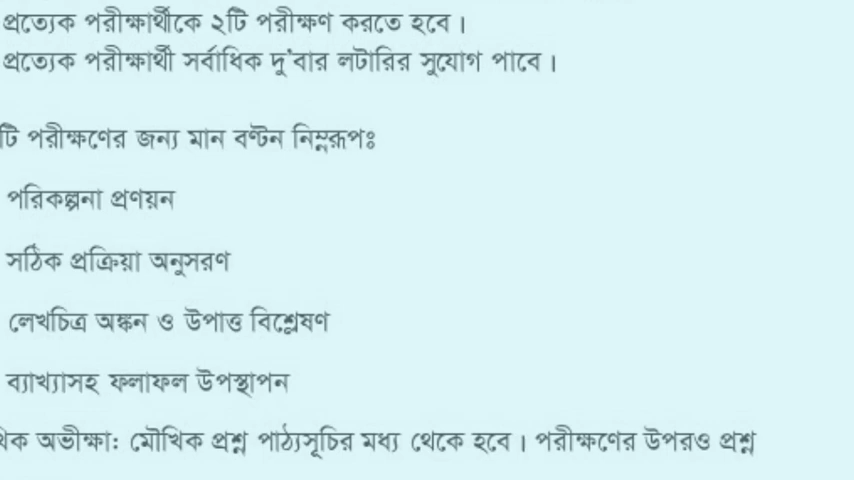 প্রত্যেক পরীক্ষার্থীকে ২টি পরীক্ষণ করতে হবে।
প্রত্যেক পরীক্ষার্থী সর্বাধিক দু'বার লটারির সুযোগ পাবে।
টি পরীক্ষণের জন্য মান বণ্টন নিম্নরূপঃ
পরিকল্পনা প্রণয়ন
সঠিক প্রক্রিয়া অনুসরণ
লেখচিত্র অঙ্কন ও উপাত্ত বিশ্লেষণ
ব্যাখ্যাসহ ফলাফল উপস্থাপন
অভীক্ষা: মৌখিক প্রশ্ন পাঠ্যসূচির মধ্য থেকে হবে। পরীক্ষণের উপরও প্রশ্ন